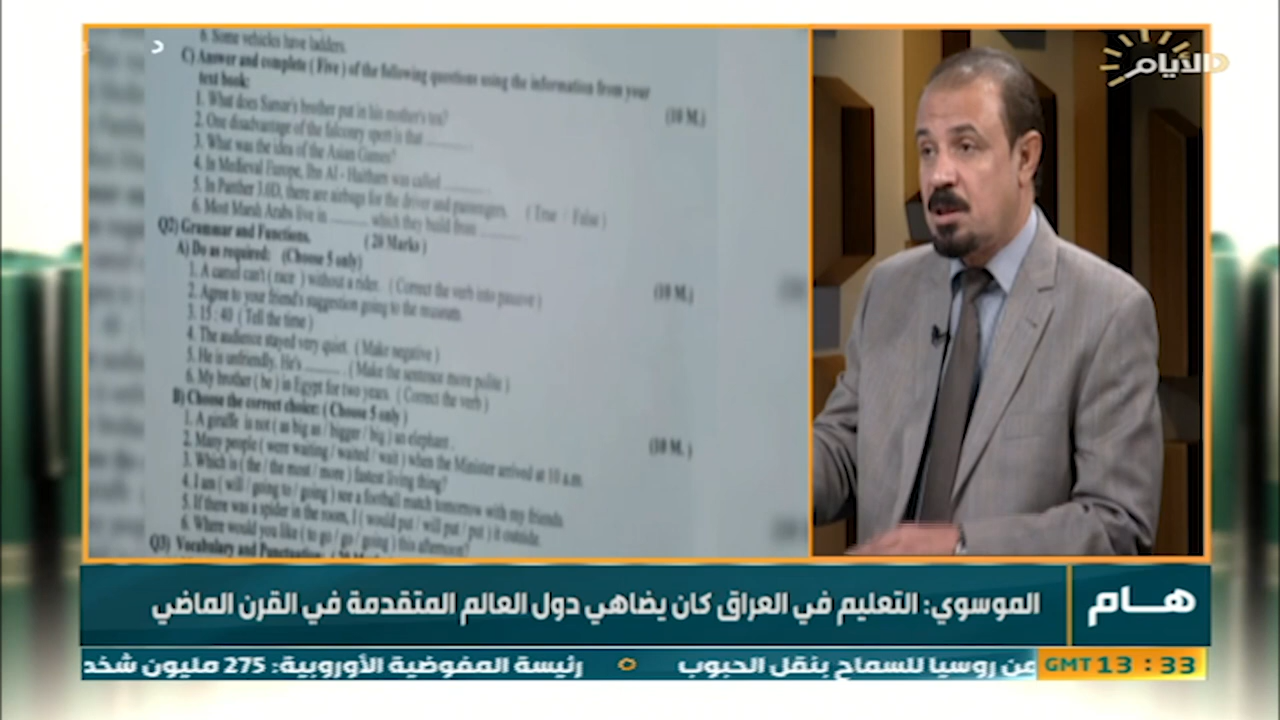 6. Some vehicles have ladders.
C) Answer and complete ( Five ) of the following questions using the information from your
text book: (10 M.)
1. What does Samar's brother put in his mother's tea?
2. One disadvantage of the falconry sport is that ..........
3. What was the idea of the Asian Games?
4. In Medieval Europe, Ibn Al - Haitham was called ..........
5. In Panther 3.0D, there are airbags for the driver and passengers. ( True / False )
6. Most Marsh Arabs live in .......... which they build from ..........
Q2) Grammar and Functions. ( 20 Marks )
A) Do as required: (Choose 5 only) (10 M.)
1. A camel can't ( race ) without a rider. ( Correct the verb into passive )
2. Agree to your friend's suggestion going to the museum.
3. 15 : 40 ( Tell the time )
4. The audience stayed very quiet. ( Make negative )
5. He is unfriendly. He's .......... ( Make the sentence more polite )
6. My brother ( be ) in Egypt for two years. ( Correct the verb )
B) Choose the correct choice: ( Choose 5 only ) (10 M.)
1. A giraffe is not ( as big as / bigger / big ) as elephant .
2. Many people ( were waiting / waited / wait ) when the Minister arrived at 10 a.m.
3. Which is ( the / the most / more ) fastest living thing?
4. I am ( will / going to / going ) see a football match tomorrow with my friends.
5. If there was a spider in the room, I ( would put / will put / put ) it outside.
6. Where would you like ( to go / go / going ) this afternoon?
Q3) Vocabulary and Punctuation.
الأيام
هـام
الموسوي: التعليم في العراق كان يضاهي دول العالم المتقدمة في القرن الماضي
GMT 13 : 33
من روسيا للسماح بنقل الحبوب
رئيسة المفوضية الأوروبية: 275 مليون شخد